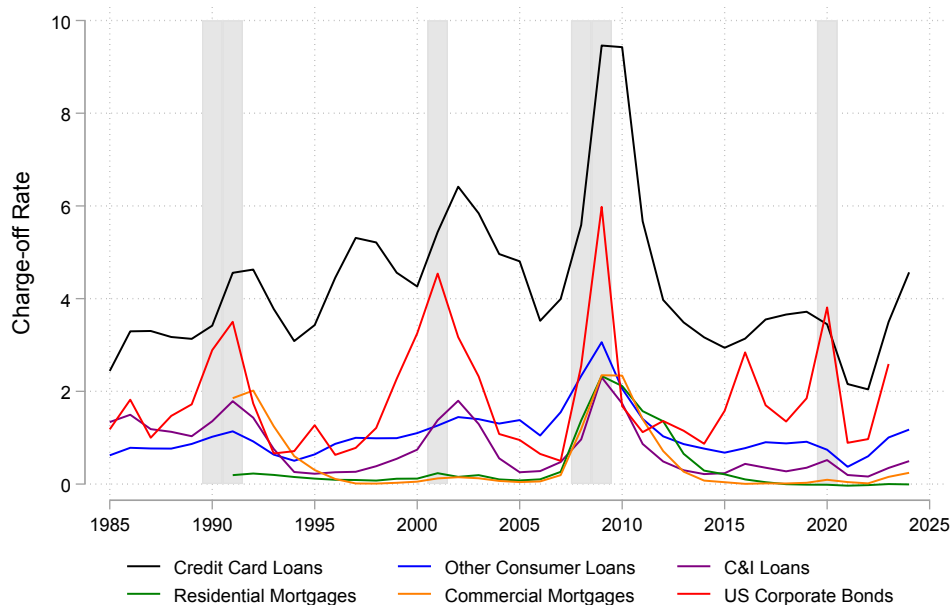 10
8
6
4
2
0
Charge-off Rate
1985 1990 1995 2000 2005 2010 2015 2020 2025
Credit Card Loans Other Consumer Loans C&I Loans
Residential Mortgages Commercial Mortgages US Corporate Bonds